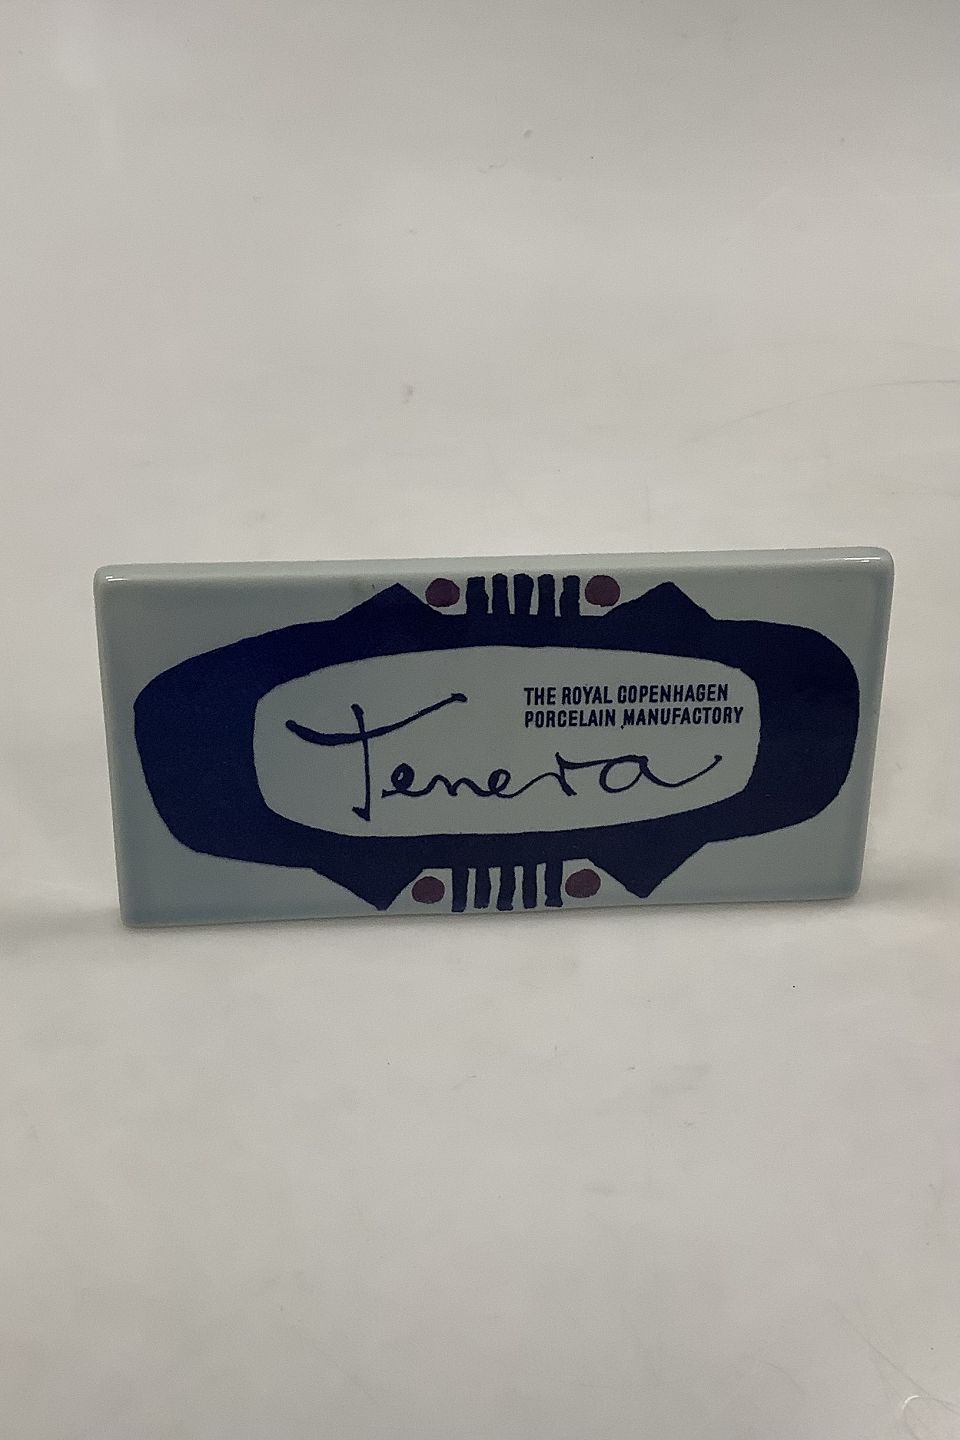 THE ROYAL COPENHAGEN
PORCELAIN MANUFACTORY
Tenera